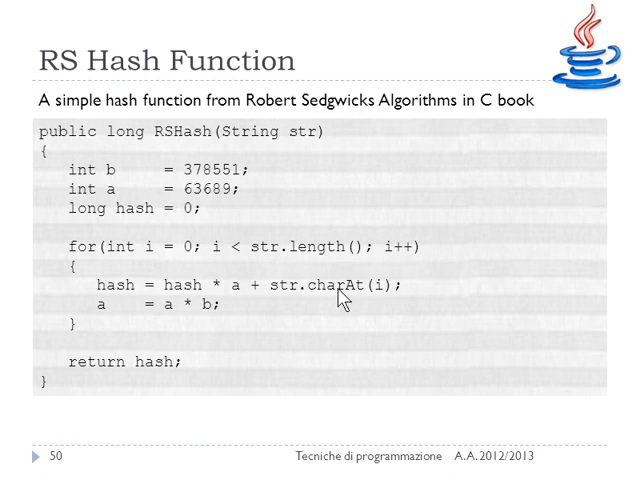 RS Hash Function
A simple hash function from Robert Sedgwicks Algorithms in C book
public long RSHash(String str)
{
   int b     = 378551;
   int a     = 63689;
   long hash = 0;
   for(int i = 0; i < str.length(); i++)
   {
      hash = hash * a + str.charAt(i);
      a    = a * b;
   }
   return hash;
}
50 Tecniche di programmazione A.A. 2012/2013